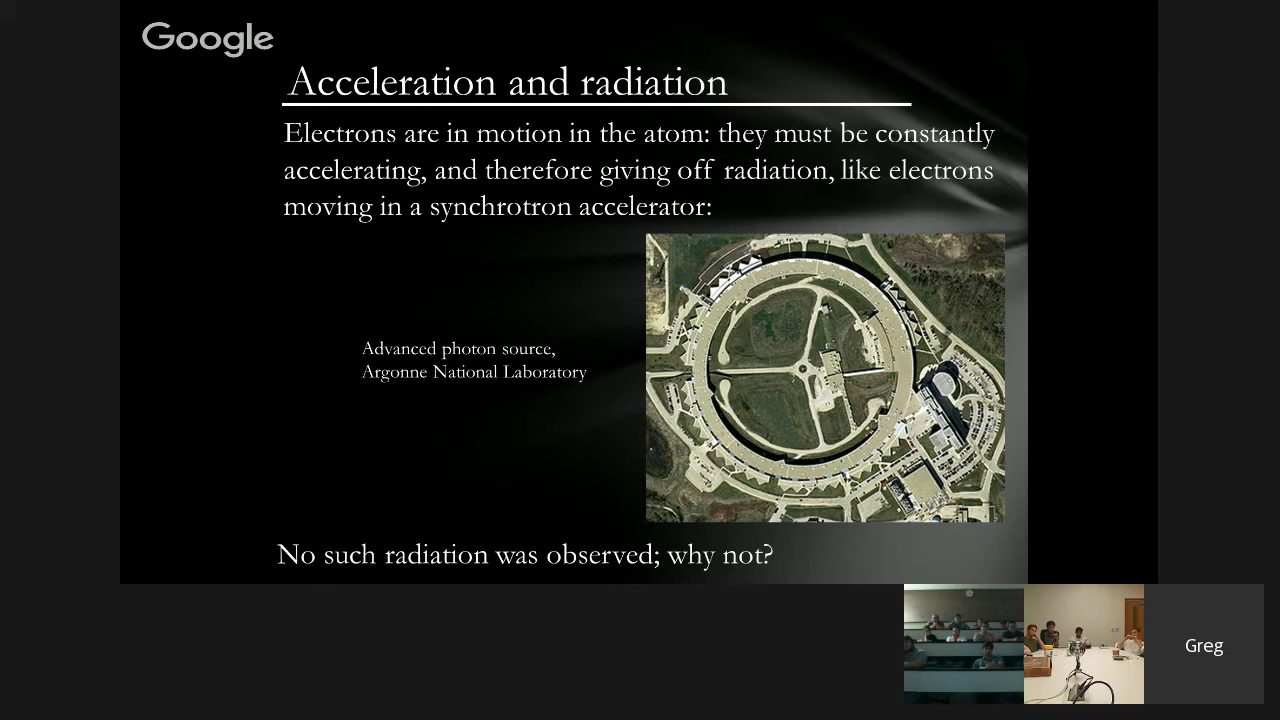 Google
Acceleration and radiation
Electrons are in motion in the atom: they must be constantly
accelerating, and therefore giving off radiation, like electrons
moving in a synchrotron accelerator:
Advanced photon source,
Argonne National Laboratory
No such radiation was observed; why not?
Greg